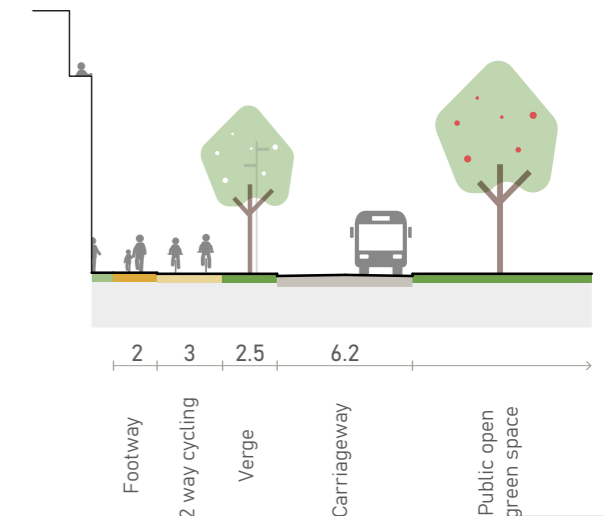 2
3
2.5
6.2
Footway
2 way cycling
Verge
Carriageway
Public open
green space